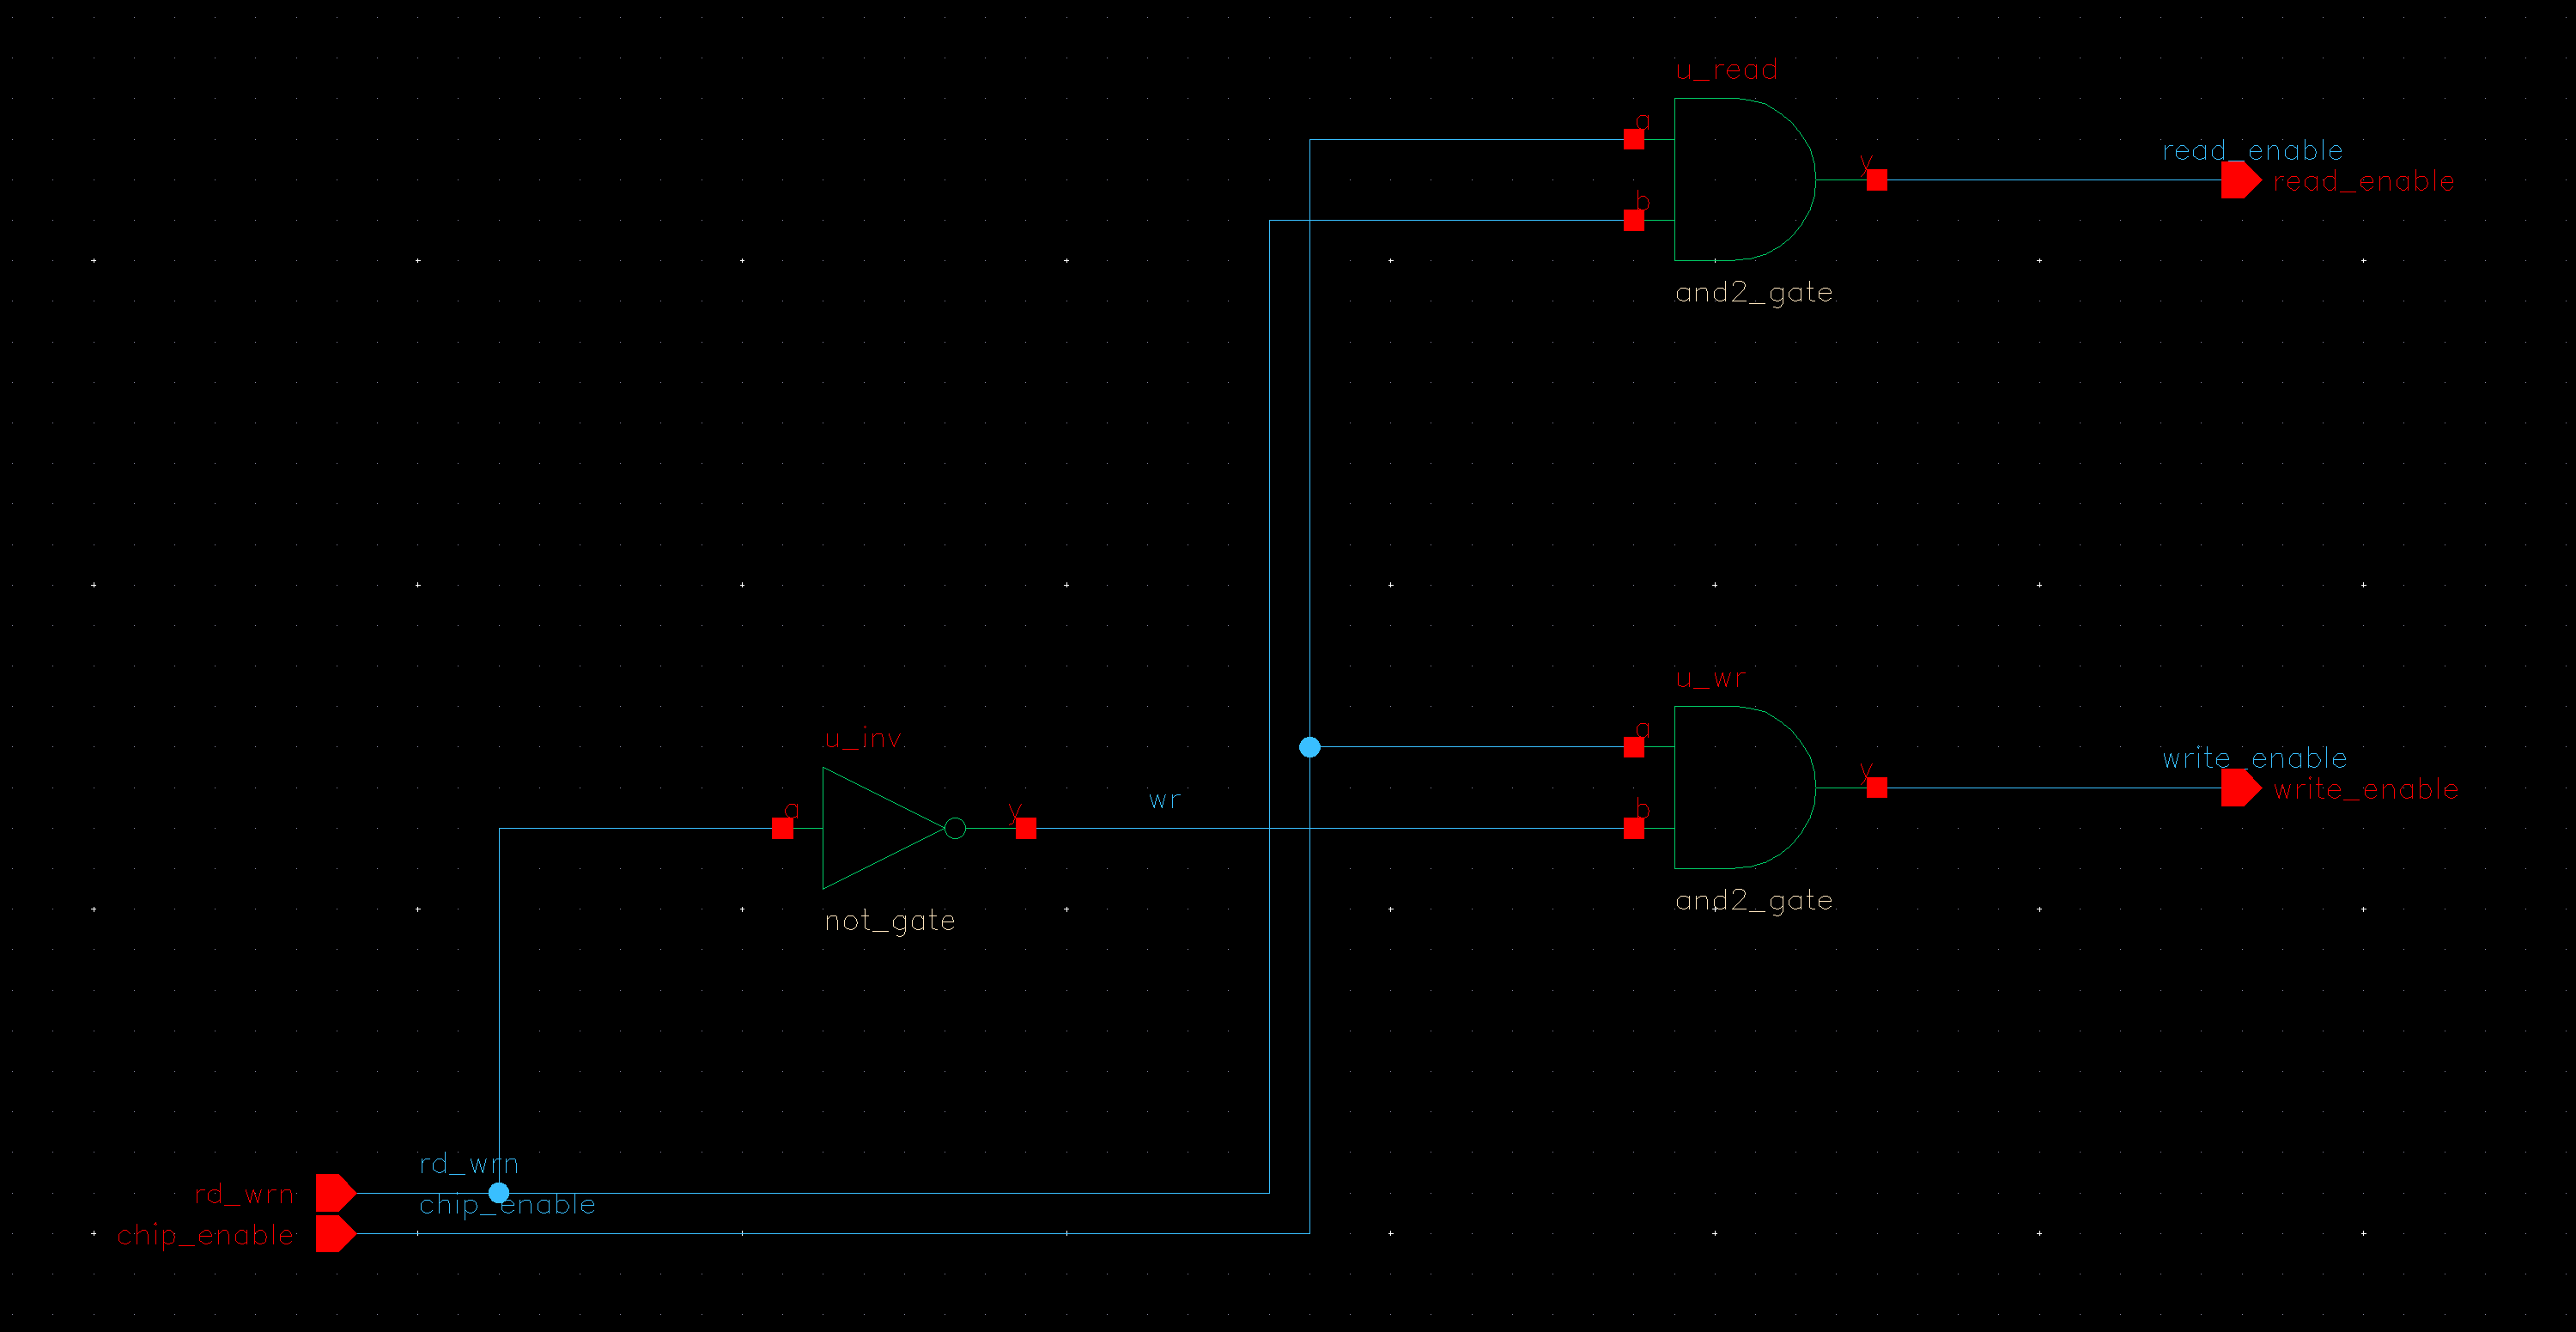 u_read
a
b
y
and2_gate
read_enable
read_enable
u_wr
a
b
y
and2_gate
write_enable
write_enable
u_inv
a
y
not_gate
wr
rd_wrn
rd_wrn
chip_enable
chip_enable